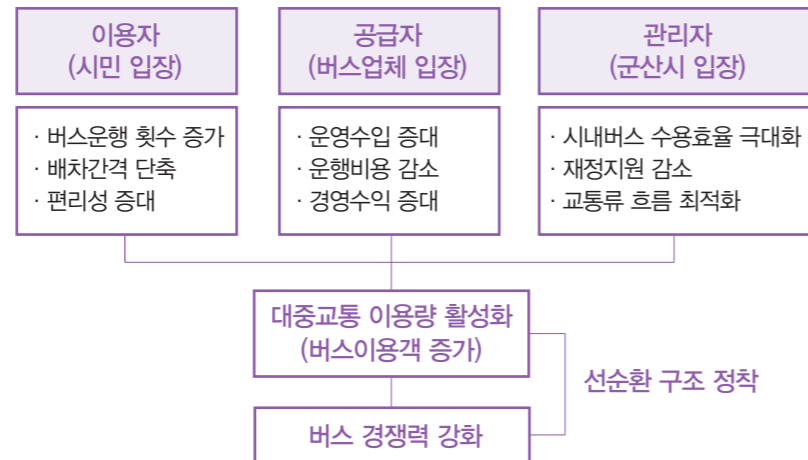 이용자
(시민 입장)
· 버스운행 횟수 증가
· 배차간격 단축
· 편리성 증대
공급자
(버스업체 입장)
· 운영수입 증대
· 운행비용 감소
· 경영수익 증대
관리자
(군산시 입장)
· 시내버스 수용효율 극대화
· 재정지원 감소
· 교통류 흐름 최적화
대중교통 이용량 활성화
(버스이용객 증가)
선순환 구조 정착
버스 경쟁력 강화